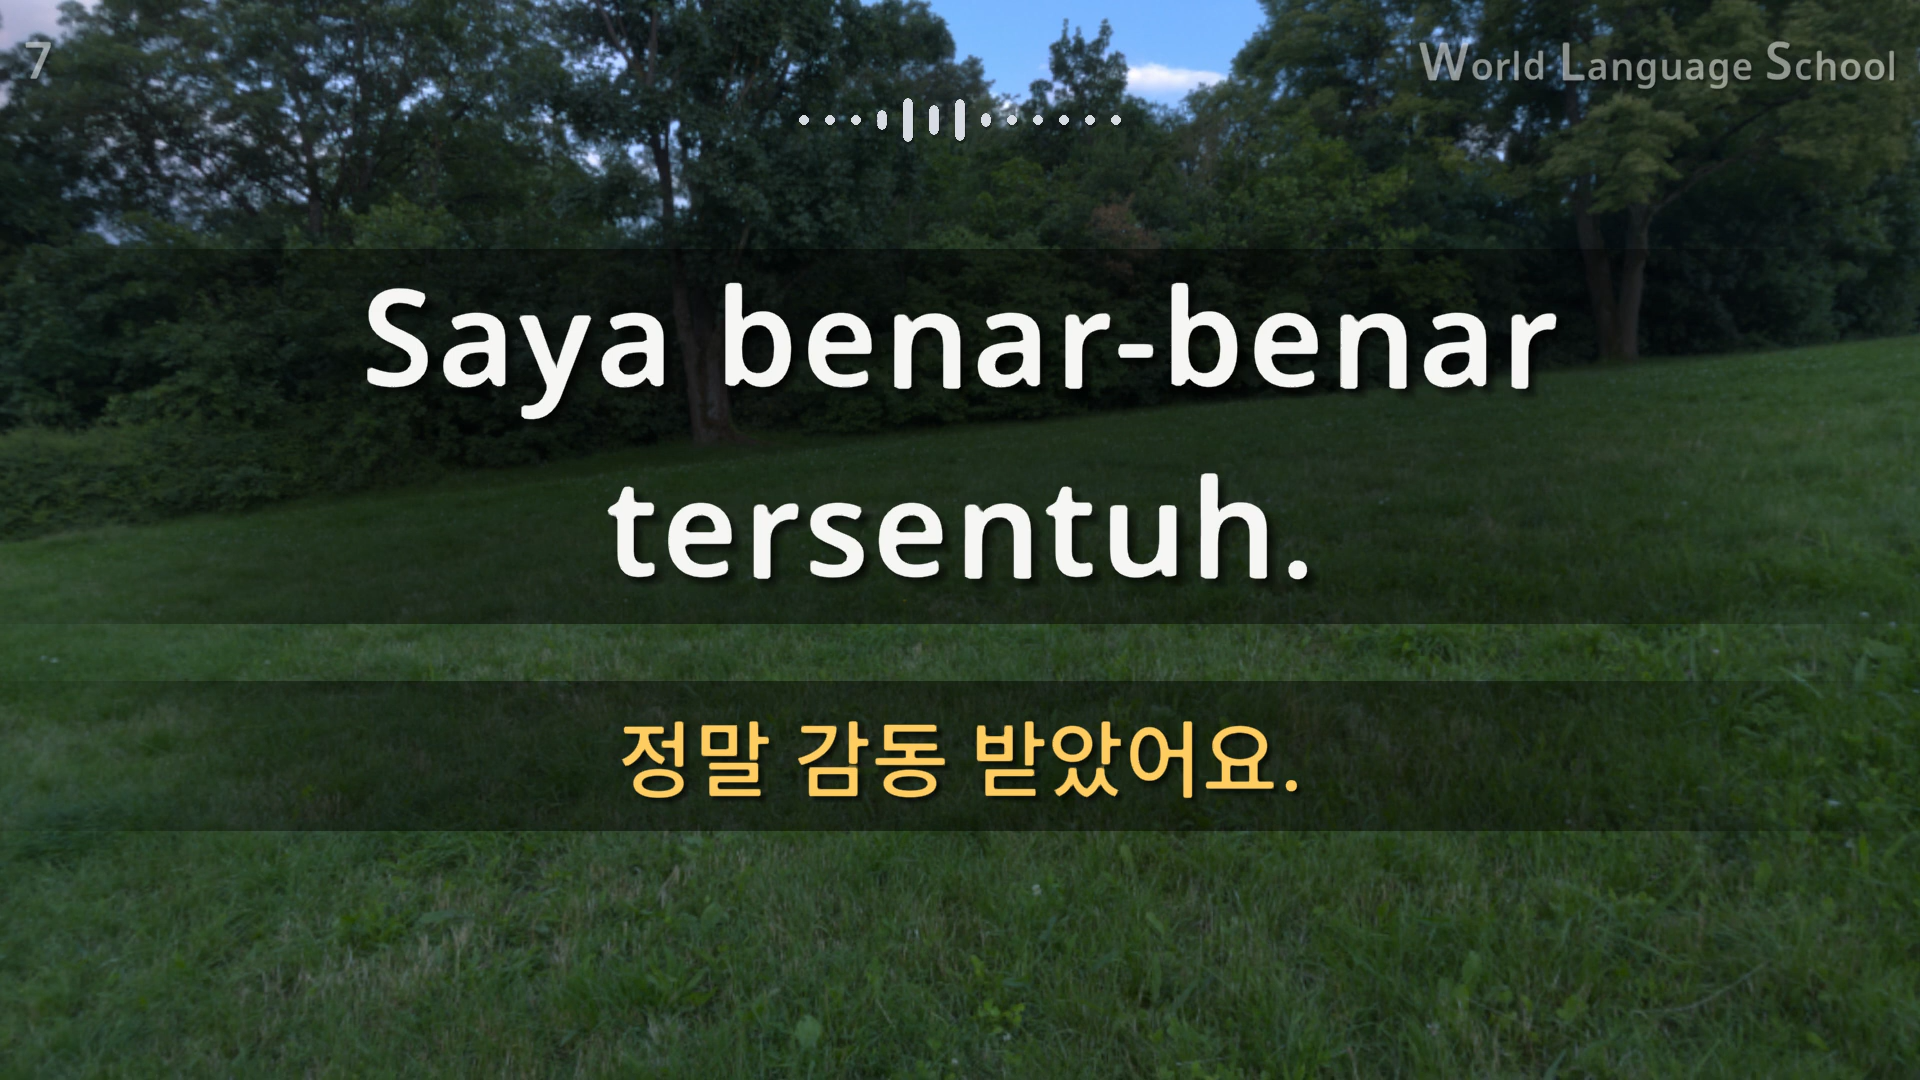 7
World Language School
Saya benar-benar
tersentuh.
정말 감동 받았어요.